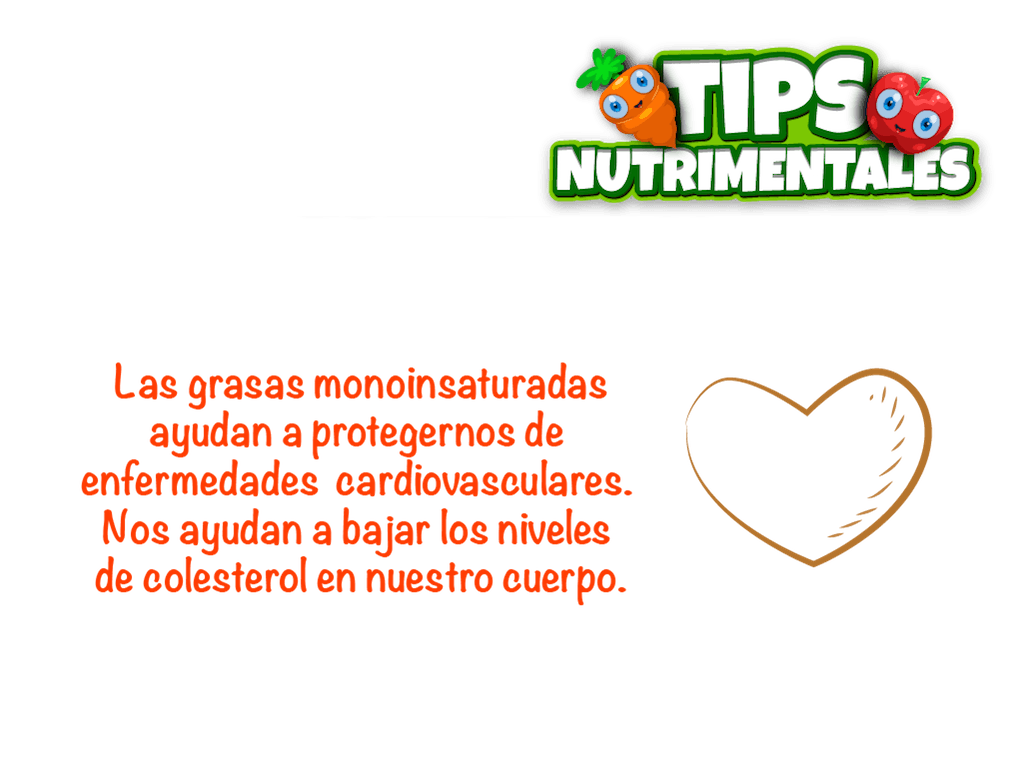 TIPS
NUTRIMENTALES
Las grasas monoinsaturadas
ayudan a protegernos de
enfermedades cardiovasculares.
Nos ayudan a bajar los niveles
de colesterol en nuestro cuerpo.